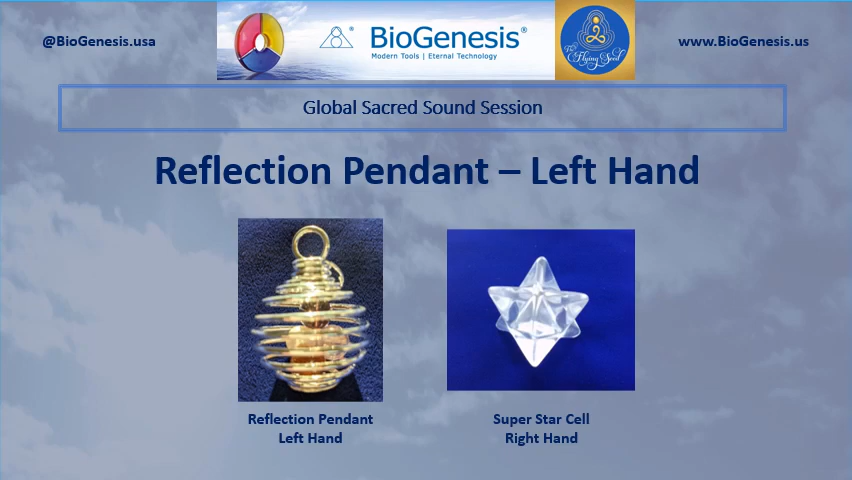 @BioGenesis.usa
BioGenesis®
Modern Tools | Eternal Technology
The
Flying Seed
www.BioGenesis.us
Global Sacred Sound Session
Reflection Pendant – Left Hand
Reflection Pendant
Left Hand
Super Star Cell
Right Hand